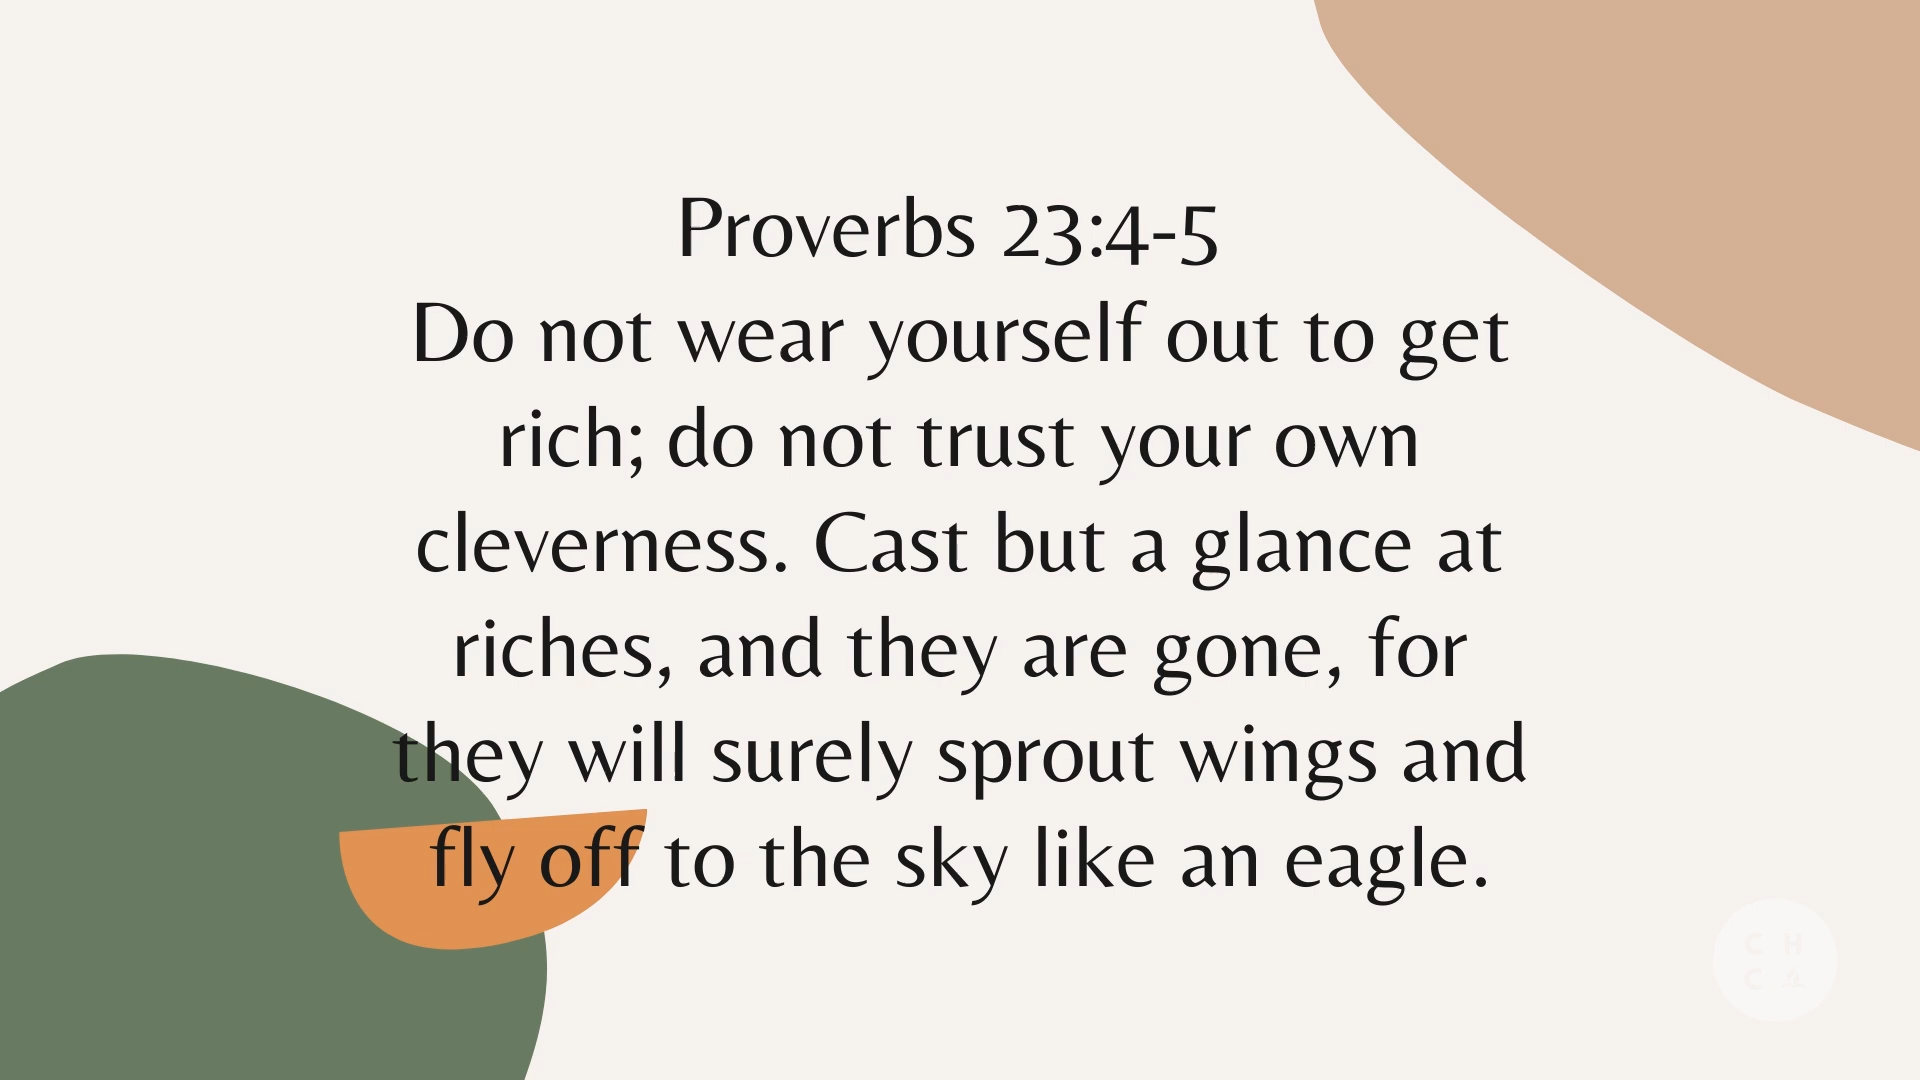 Proverbs 23:4-5
Do not wear yourself out to get
rich; do not trust your own
cleverness. Cast but a glance at
riches, and they are gone, for
they will surely sprout wings and
fly off to the sky like an eagle.
C H
C